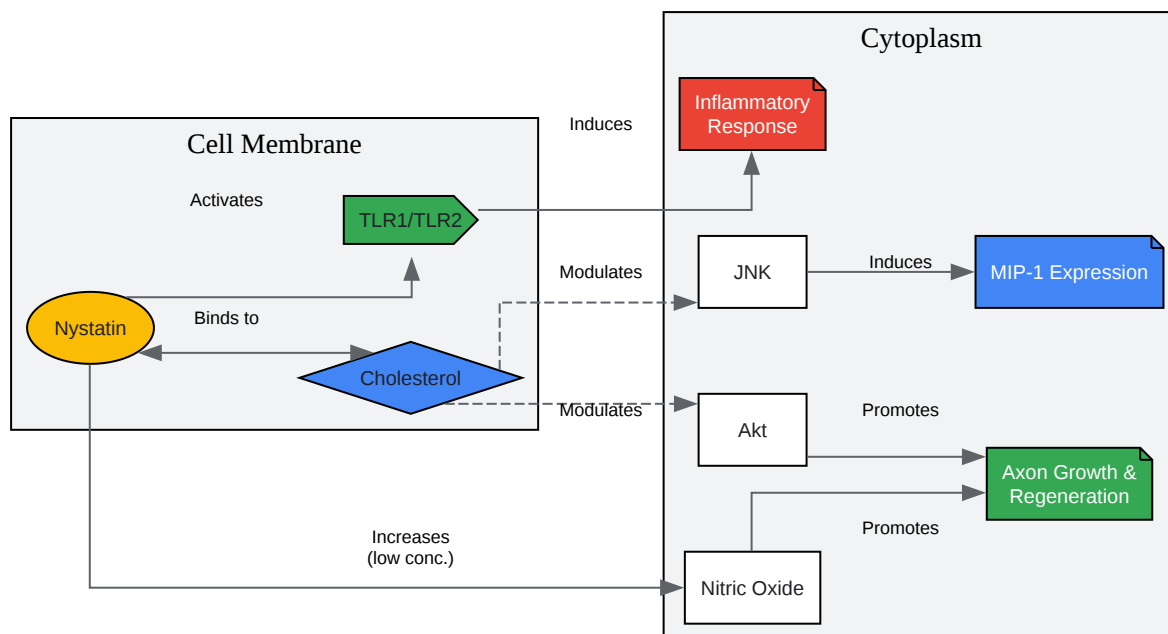 Cytoplasm
Inflammatory
Response
Induces
Cell Membrane
Activates
TLR1/TLR2
Modulates
JNK
Induces
MIP-1 Expression
Binds to
Nystatin
Cholesterol
Modulates
Akt
Promotes
Axon Growth &
Regeneration
Promotes
Increases
(low conc.)
Nitric Oxide